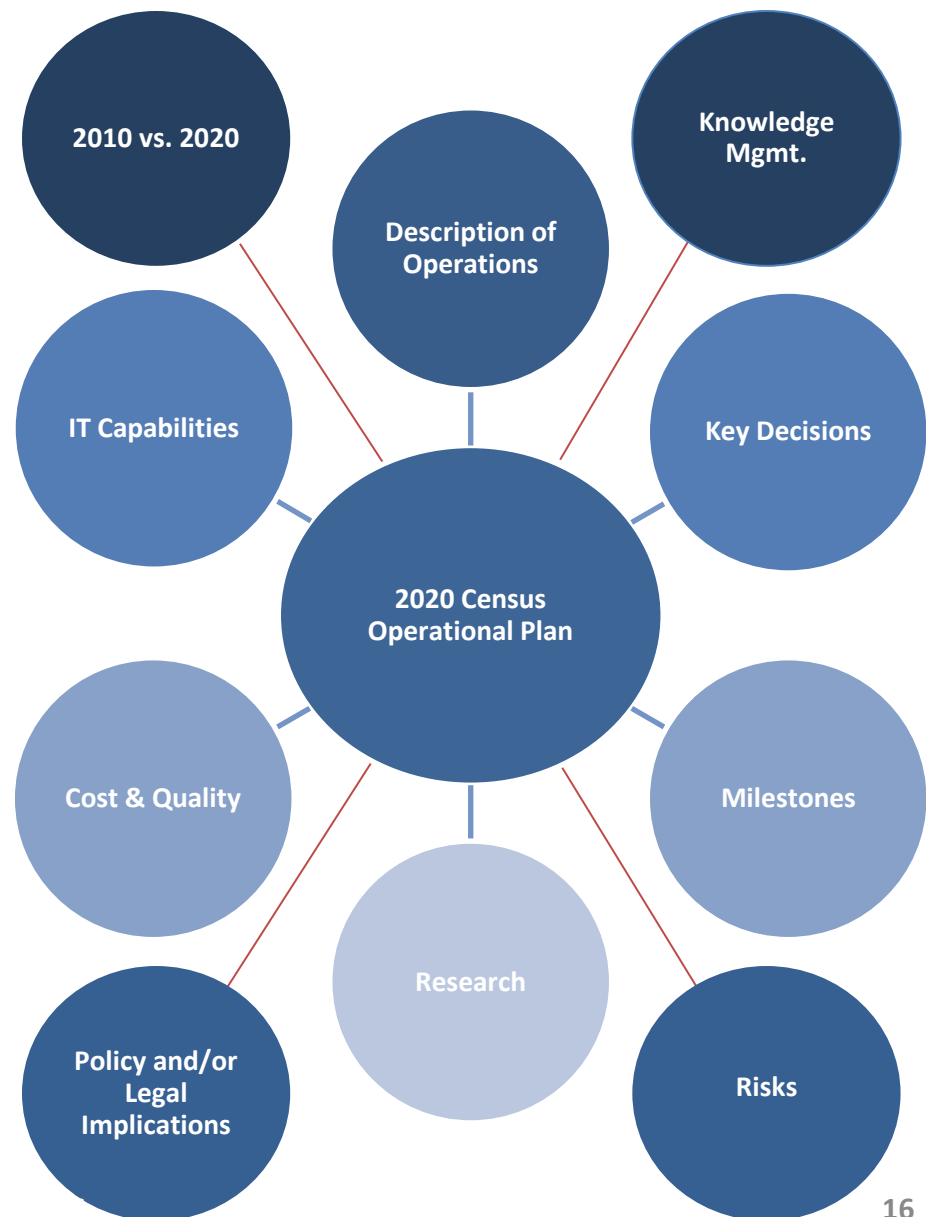 2010 vs. 2020
Knowledge
Mgmt.
Description of
Operations
IT Capabilities
Key Decisions
2020 Census
Operational Plan
Cost & Quality
Milestones
Research
Policy and/or
Legal
Implications
Risks
16